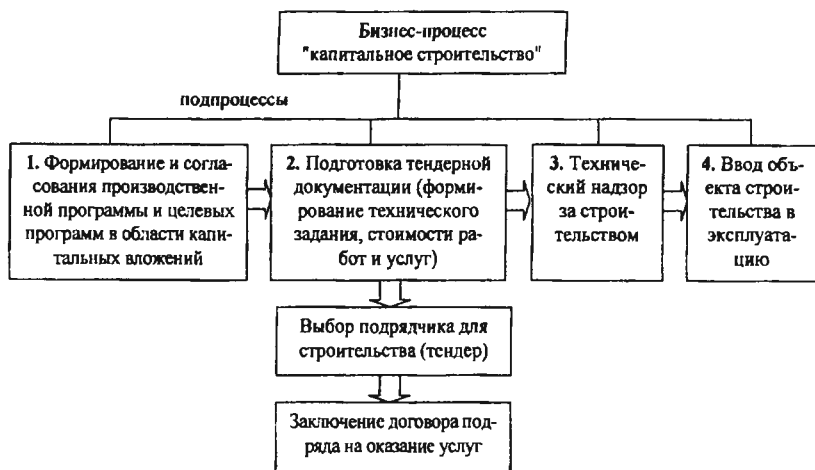 Бизнес-процесс
"капитальное строительство"
подпроцессы
1. Формирование и согла-
сования производствен-
ной программы и целевых
программ в области капи-
тальных вложений
2. Подготовка тендерной
документации (форми-
рование технического
задания, стоимости ра-
бот и услуг)
3. Техниче-
ский надзор
за строи-
тельством
4. Ввод объ-
екта строи-
тельства в
эксплуата-
цию
Выбор подрядчика для
строительства (тендер)
Заключение договора под-
ряда на оказание услуг